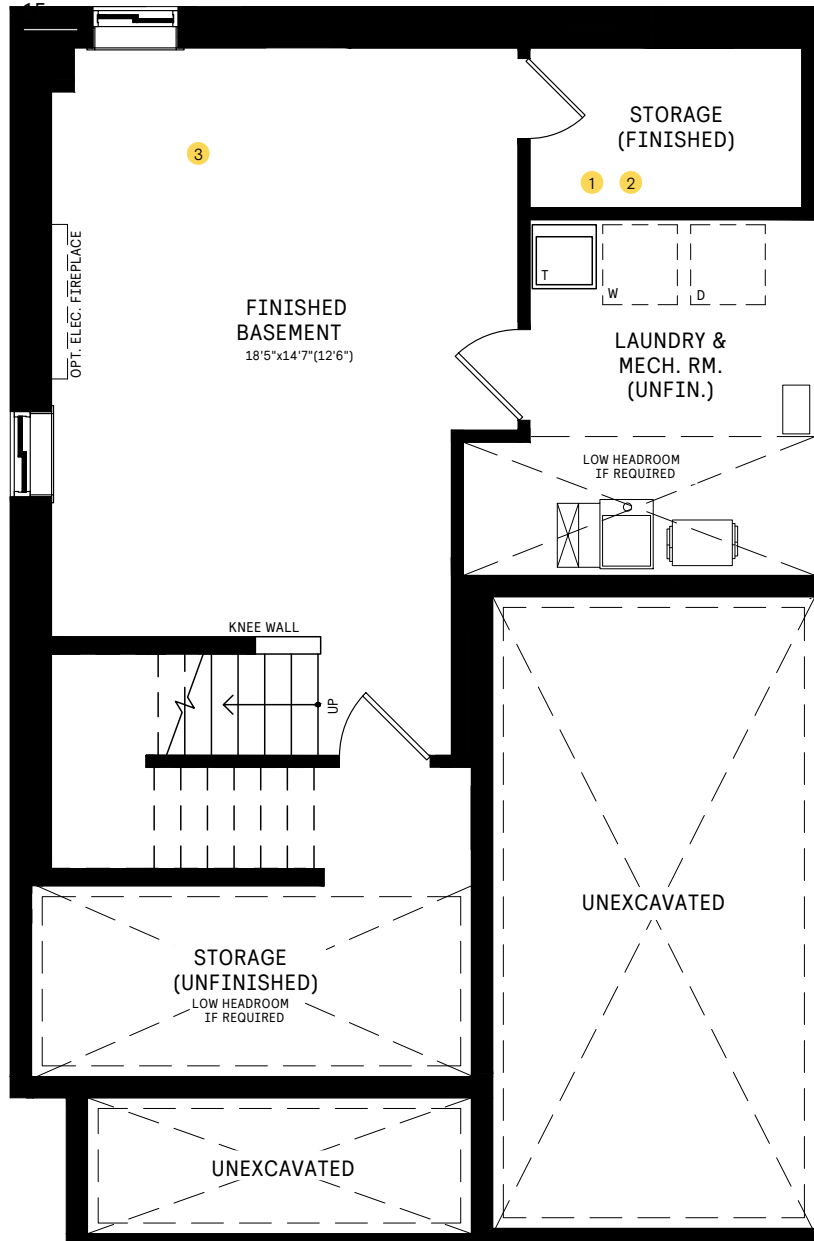 STORAGE
(FINISHED)
3
1
2
OPT. ELEC. FIREPLACE
T
W
D
FINISHED
BASEMENT
18'5"x14'7"(12'6")
LAUNDRY &
MECH. RM.
(UNFIN.)
LOW HEADROOM
IF REQUIRED
KNEE WALL
UP
UNEXCAVATED
STORAGE
(UNFINISHED)
LOW HEADROOM
IF REQUIRED
UNEXCAVATED